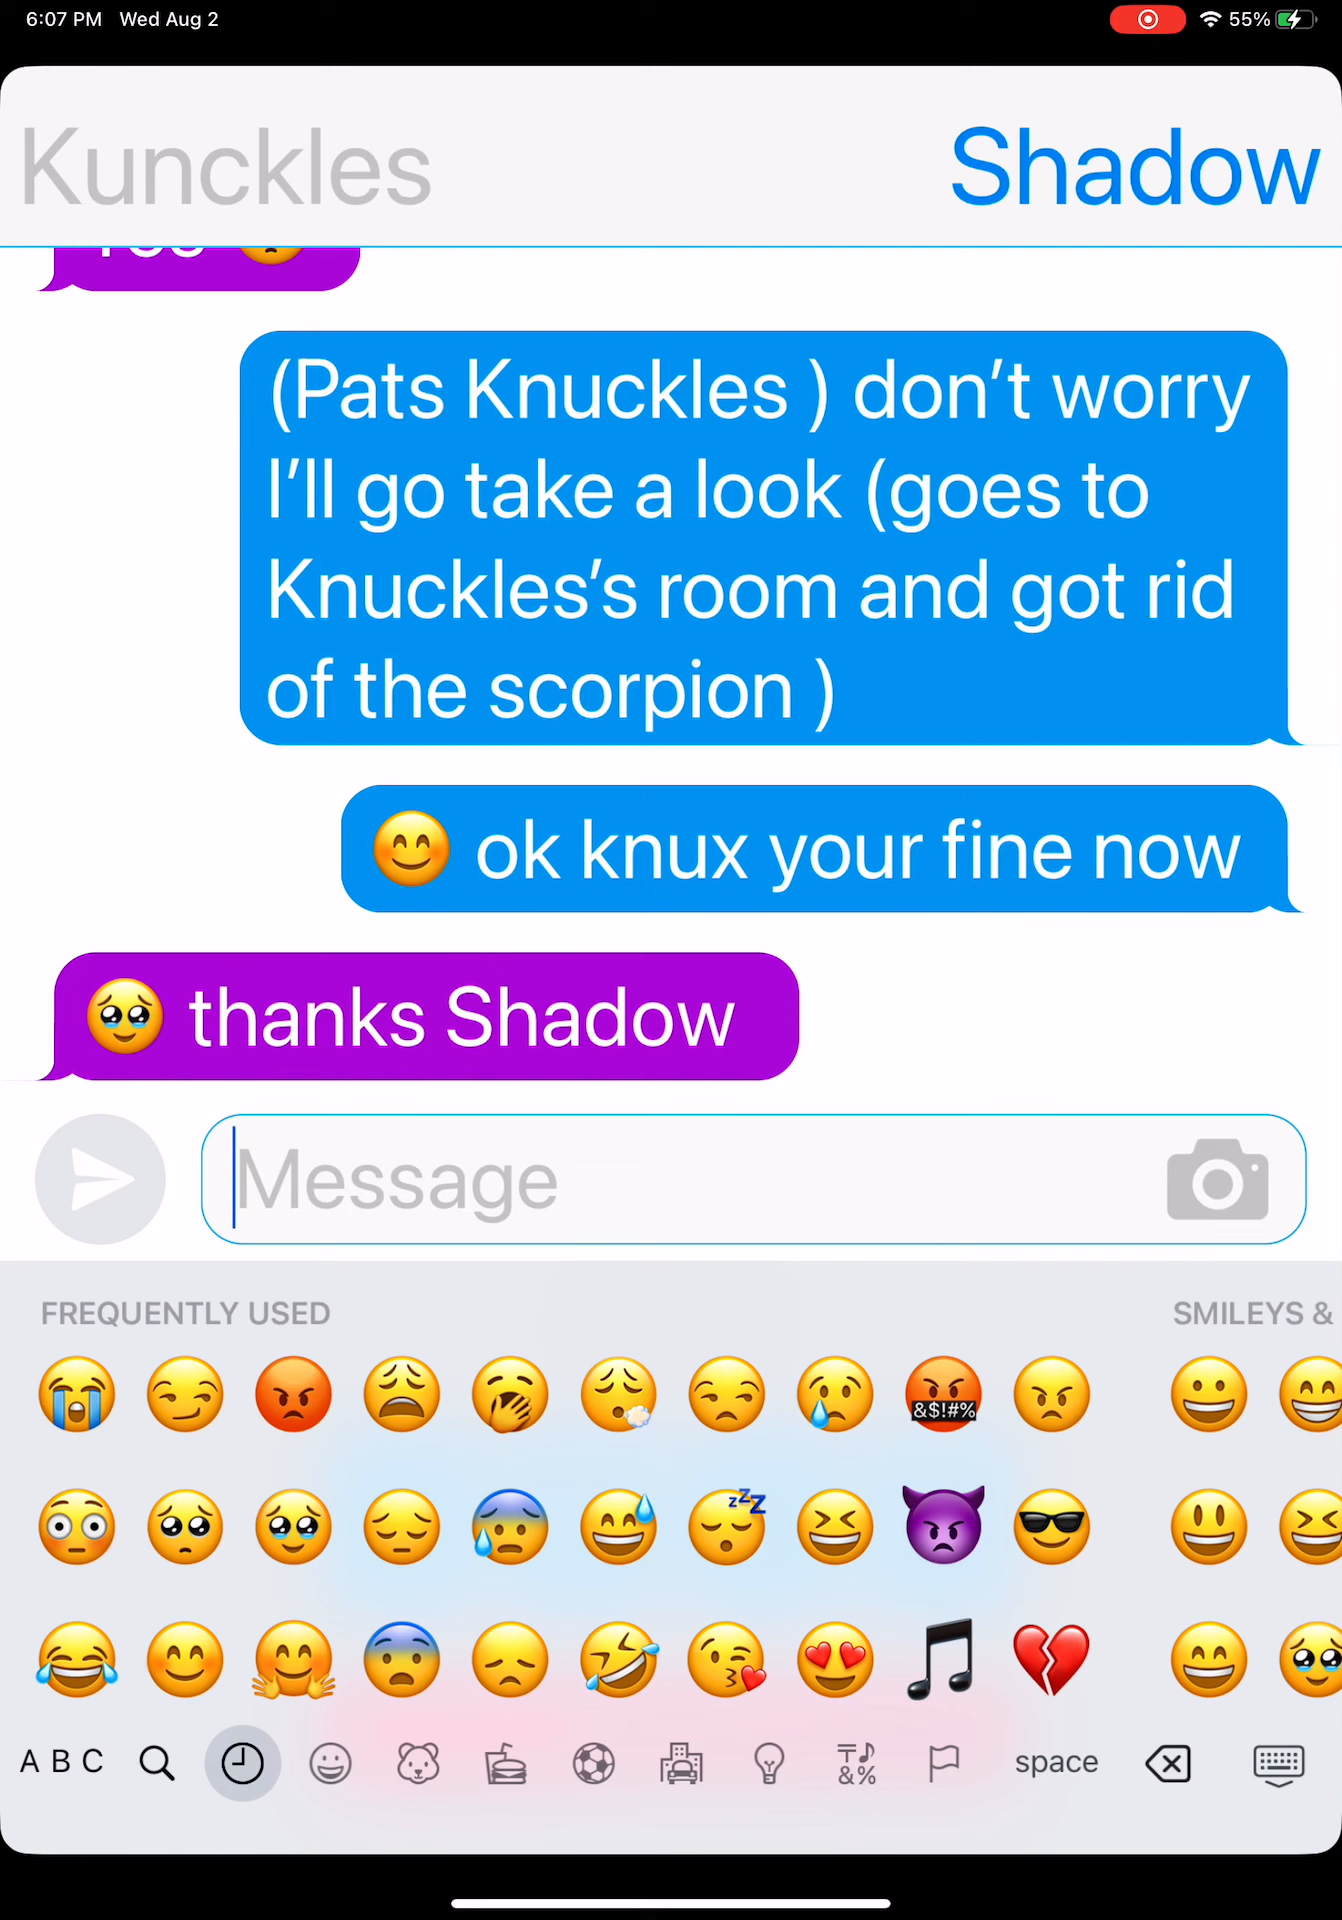 6:07 PM Wed Aug 2
55%
Kunckles
Shadow
(Pats Knuckles ) don’t worry
I’ll go take a look (goes to
Knuckles’s room and got rid
of the scorpion )
😊 ok knux your fine now
🥹 thanks Shadow
Message
FREQUENTLY USED
SMILEYS &
ABC
space